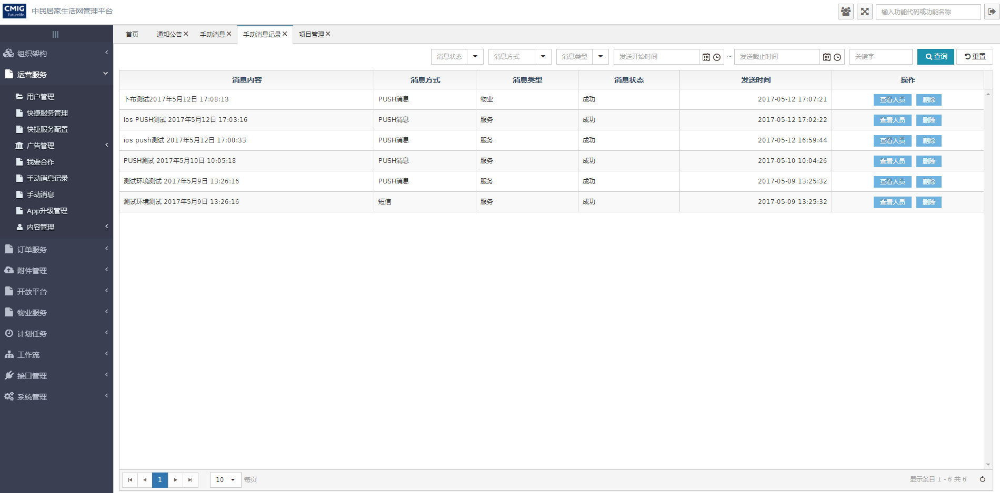 CMIG
Futurelife
中民居家生活网管理平台
输入功能代码或功能名称
首页
通知公告
手动消息
手动消息记录
项目管理
组织架构
运营服务
用户管理
快捷服务管理
快捷服务配置
广告管理
我要合作
手动消息记录
手动消息
App升级管理
内容管理
订单服务
附件管理
开放平台
物业服务
计划任务
工作流
接口管理
系统管理
消息状态 消息方式 消息类型 发送开始时间 ~ 发送截止时间 关键字 查询 重置
消息内容 消息方式 消息类型 消息状态 发送时间 操作
卜布测试2017年5月12日 17:08:13 PUSH消息 物业 成功 2017-05-12 17:07:21 查看人员 删除
ios PUSH测试 2017年5月12日 17:03:16 PUSH消息 服务 成功 2017-05-12 17:02:22 查看人员 删除
ios push测试 2017年5月12日 17:00:33 PUSH消息 服务 成功 2017-05-12 16:59:44 查看人员 删除
PUSH测试 2017年5月10日 10:05:18 PUSH消息 服务 成功 2017-05-10 10:04:26 查看人员 删除
测试环境测试 2017年5月9日 13:26:16 PUSH消息 服务 成功 2017-05-09 13:25:32 查看人员 删除
测试环境测试 2017年5月9日 13:26:16 短信 服务 成功 2017-05-09 13:25:32 查看人员 删除
1 10 每页 显示条目 1 - 6 共 6